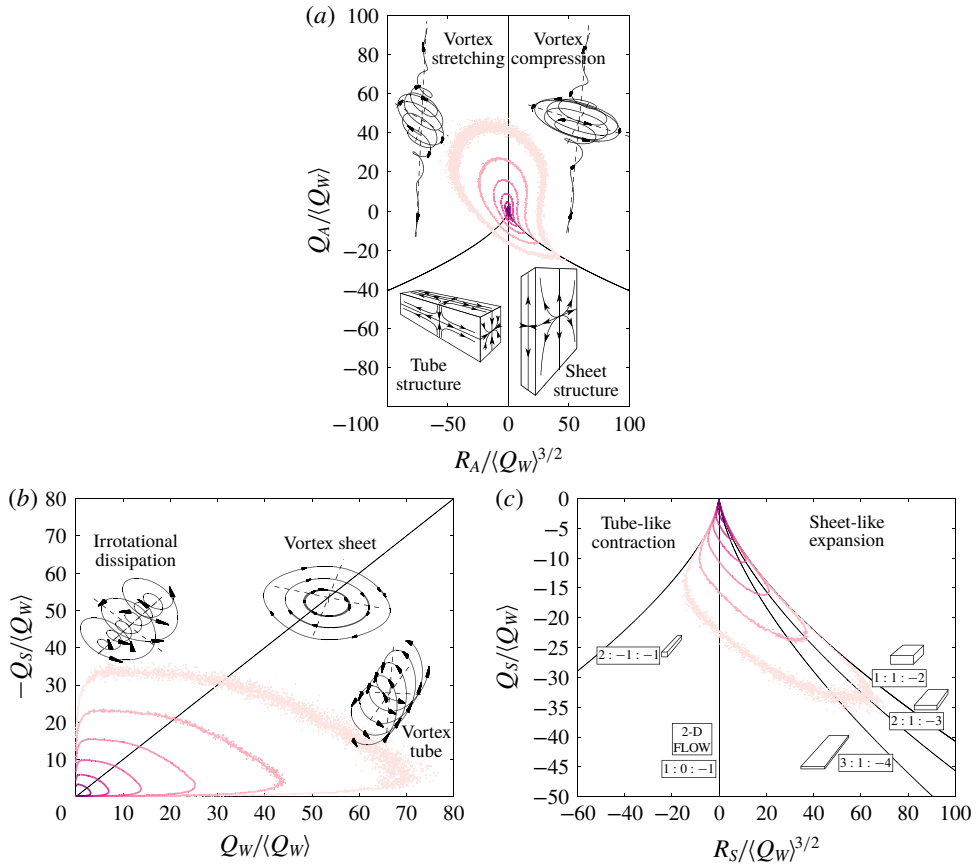 (a)
100
80
60
40
20
0
−20
−40
−60
−80
Q_A/⟨Q_W⟩
Vortex stretching
Vortex compression
Tube structure
Sheet structure
−100
−50
0
50
100
R_A/⟨Q_W⟩^{3/2}
(b)
80
70
60
50
40
30
20
10
0
−Q_S/⟨Q_W⟩
Irrotational dissipation
Vortex sheet
Vortex tube
10
20
30
40
50
60
70
80
Q_W/⟨Q_W⟩
(c)
0
−5
−10
−15
−20
−25
−30
−35
−40
−45
−50
Q_S/⟨Q_W⟩
Tube-like contraction
Sheet-like expansion
2 : −1 : −1
1 : 1 : −2
2 : 1 : −3
3 : 1 : −4
2-D FLOW
1 : 0 : −1
−60
−40
−20
0
20
40
60
80
100
R_S/⟨Q_W⟩^{3/2}